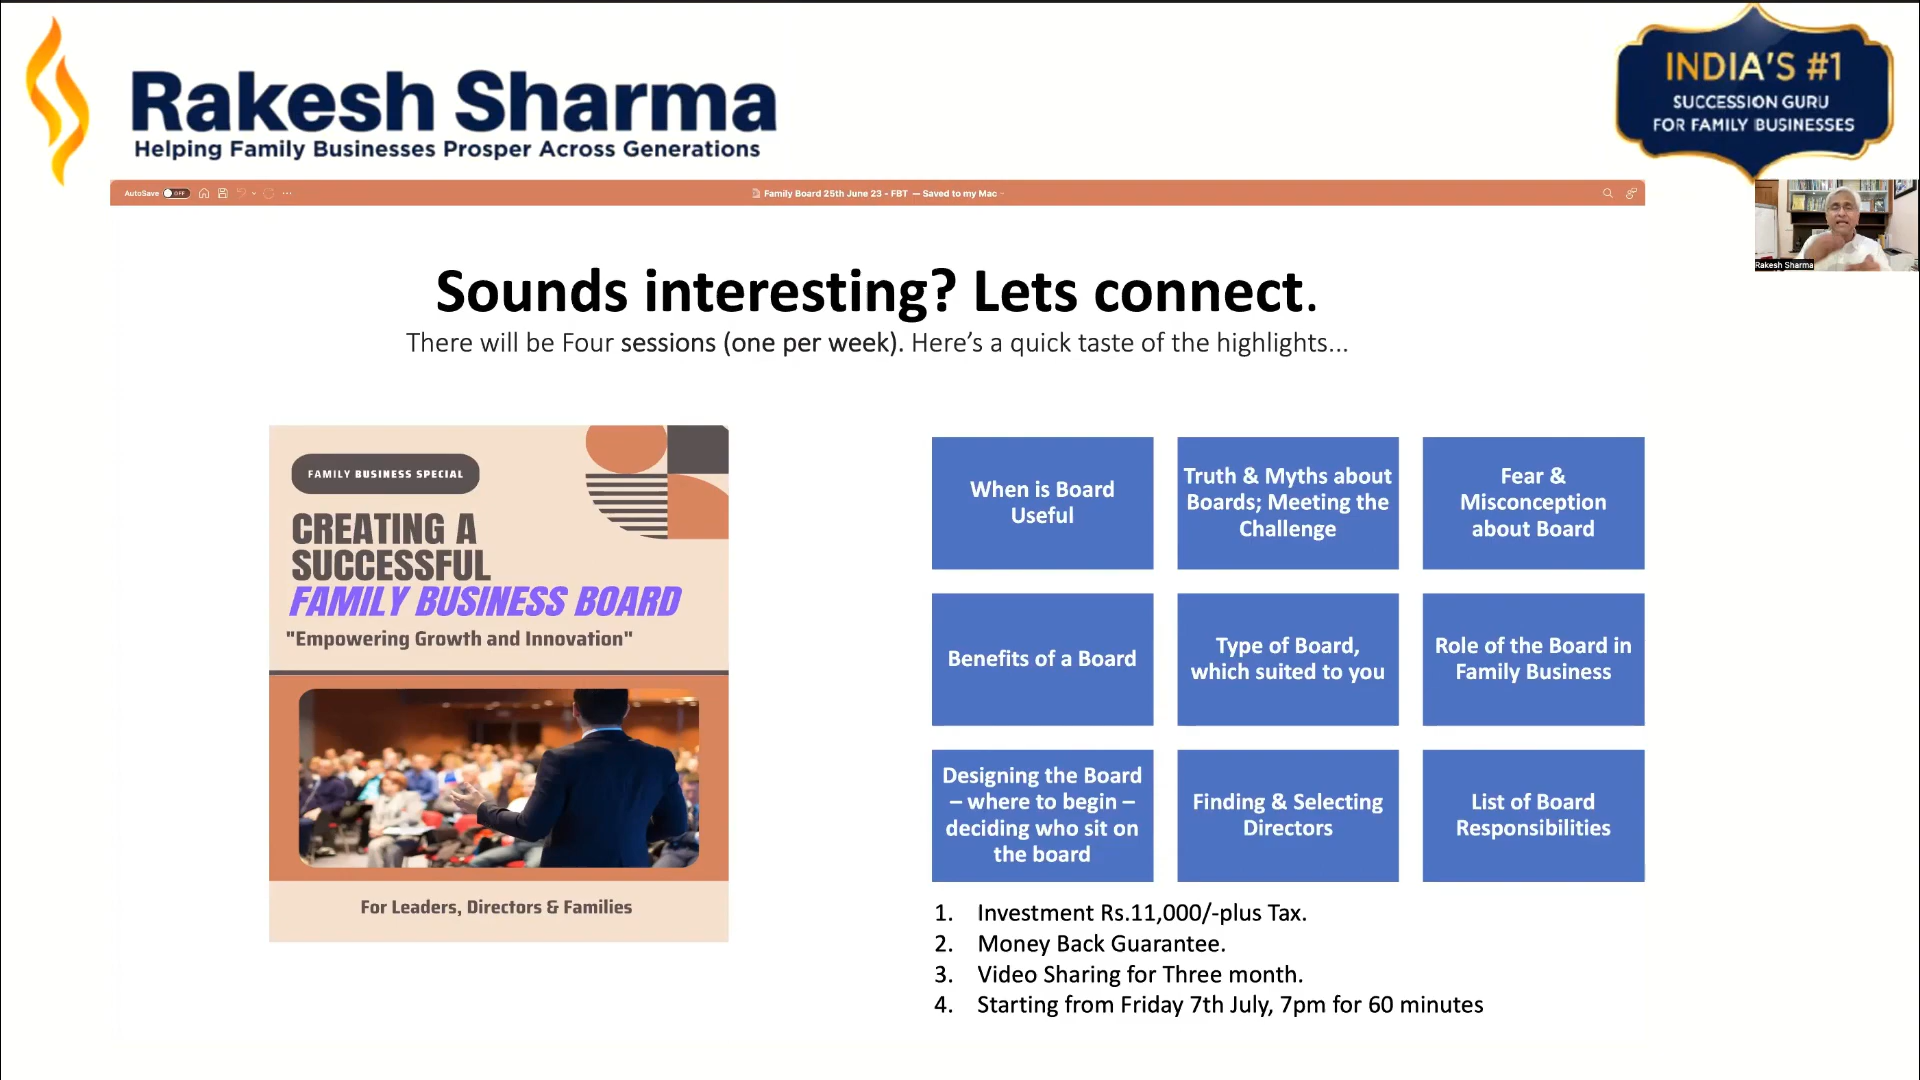 Rakesh Sharma
Helping Family Businesses Prosper Across Generations
INDIA'S #1
SUCCESSION GURU
FOR FAMILY BUSINESSES
AutoSave OFF
Family Board 25th June 23 - FBT — Saved to my Mac
Rakesh Sharma
Sounds interesting? Lets connect.
There will be Four sessions (one per week). Here's a quick taste of the highlights...
FAMILY BUSINESS SPECIAL
CREATING A
SUCCESSFUL
FAMILY BUSINESS BOARD
"Empowering Growth and Innovation"
For Leaders, Directors & Families
When is Board
Useful
Truth & Myths about
Boards; Meeting the
Challenge
Fear &
Misconception
about Board
Benefits of a Board
Type of Board,
which suited to you
Role of the Board in
Family Business
Designing the Board
– where to begin –
deciding who sit on
the board
Finding & Selecting
Directors
List of Board
Responsibilities
1. Investment Rs.11,000/-plus Tax.
2. Money Back Guarantee.
3. Video Sharing for Three month.
4. Starting from Friday 7th July, 7pm for 60 minutes